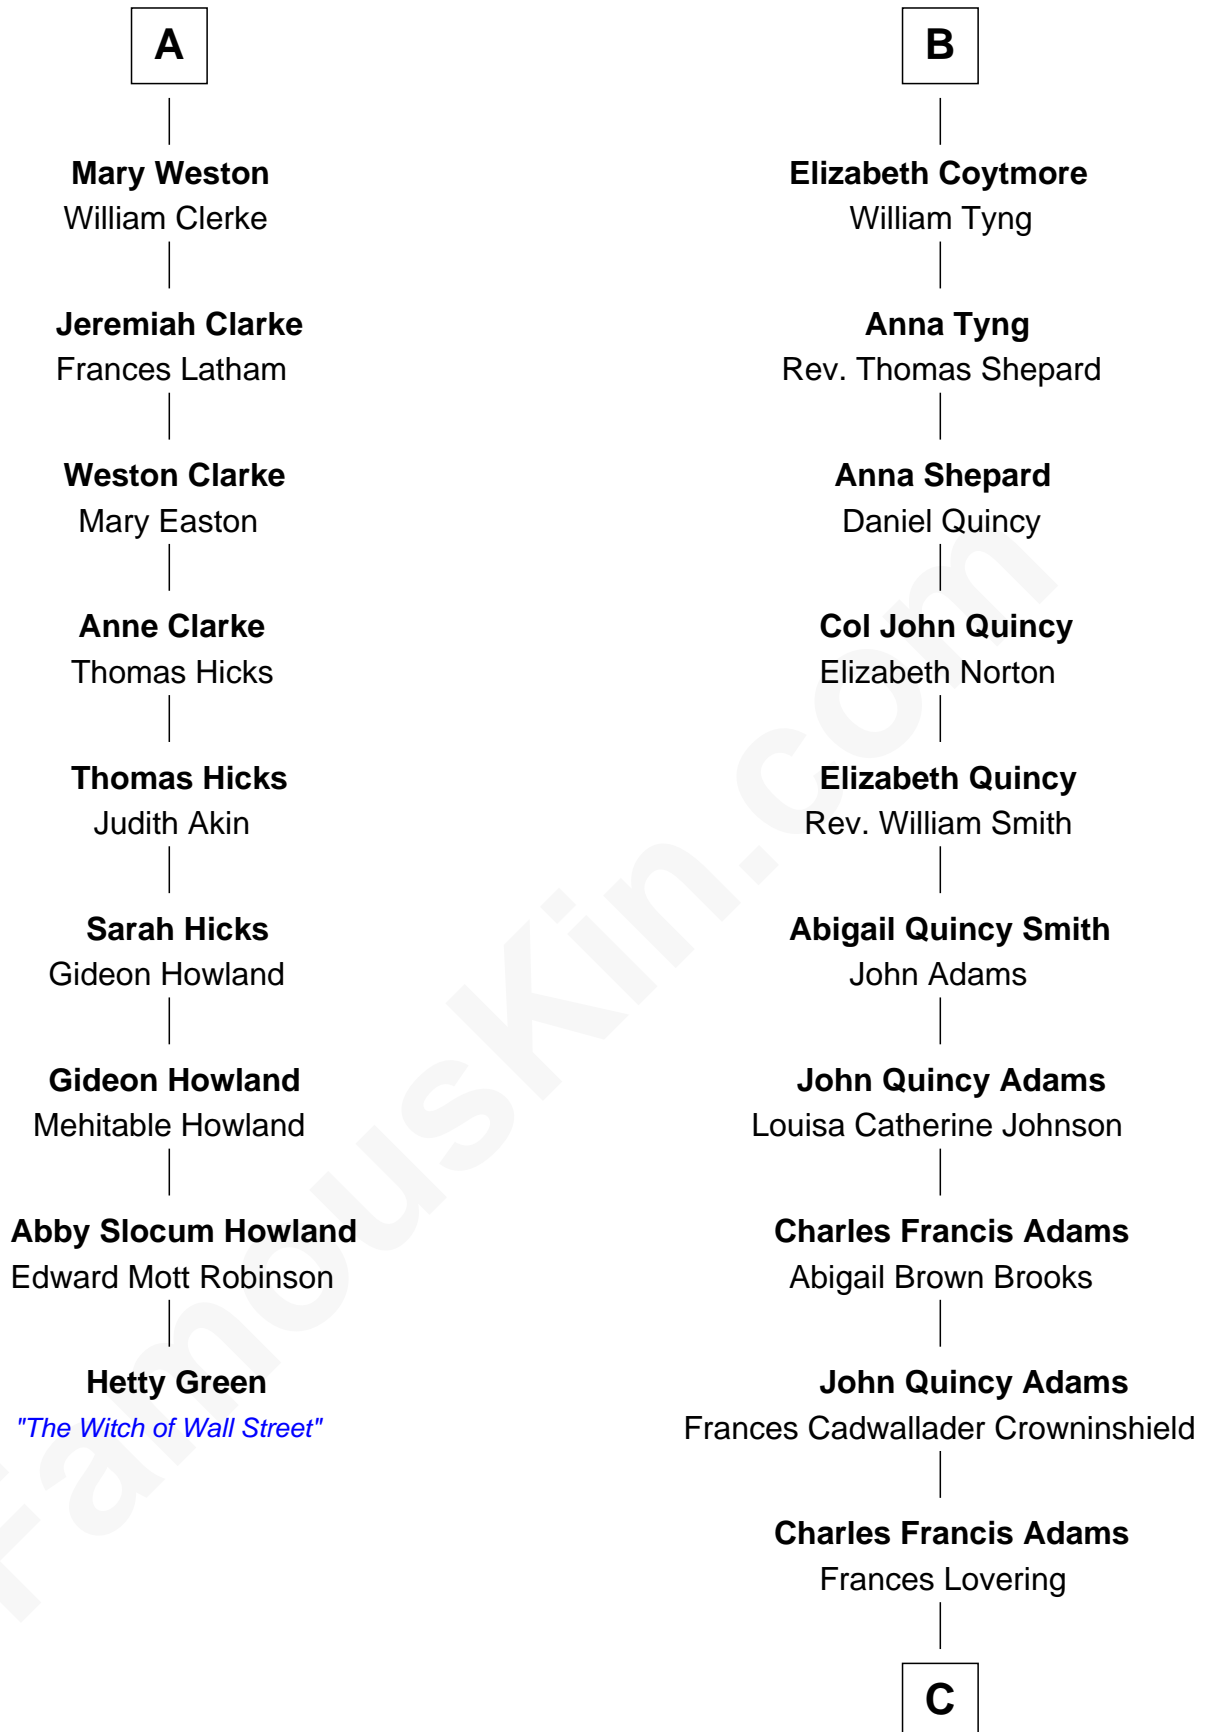 A
Mary Weston
William Clerke
Jeremiah Clarke
Frances Latham
Weston Clarke
Mary Easton
Anne Clarke
Thomas Hicks
Thomas Hicks
Judith Akin
Sarah Hicks
Gideon Howland
Gideon Howland
Mehitable Howland
Abby Slocum Howland
Edward Mott Robinson
Hetty Green
"The Witch of Wall Street"
B
Elizabeth Coytmore
William Tyng
Anna Tyng
Rev. Thomas Shepard
Anna Shepard
Daniel Quincy
Col John Quincy
Elizabeth Norton
Elizabeth Quincy
Rev. William Smith
Abigail Quincy Smith
John Adams
John Quincy Adams
Louisa Catherine Johnson
Charles Francis Adams
Abigail Brown Brooks
John Quincy Adams
Frances Cadwallader Crowninshield
Charles Francis Adams
Frances Lovering
C
FamousKin.com